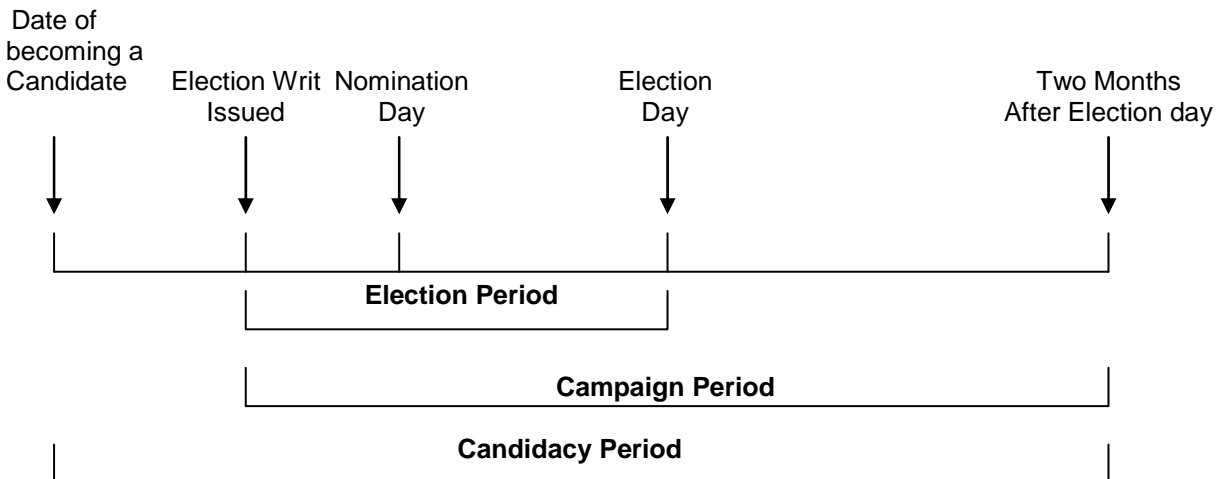 Date of
becoming a
Candidate
Election Writ
Issued
Nomination
Day
Election
Day
Two Months
After Election day
Election Period
Campaign Period
Candidacy Period